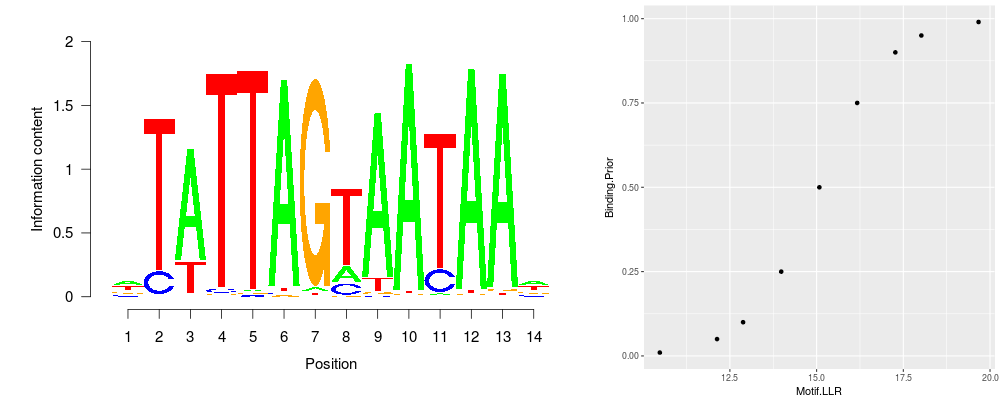 2
1.5
1
0.5
0
Information content
TATTAGTAATAA
CT
A
C
T
C
1 2 3 4 5 6 7 8 9 10 11 12 13 14
Position
1.00
0.75
0.50
0.25
0.00
Binding.Prior
12.5 15.0 17.5 20.0
Motif.LLR